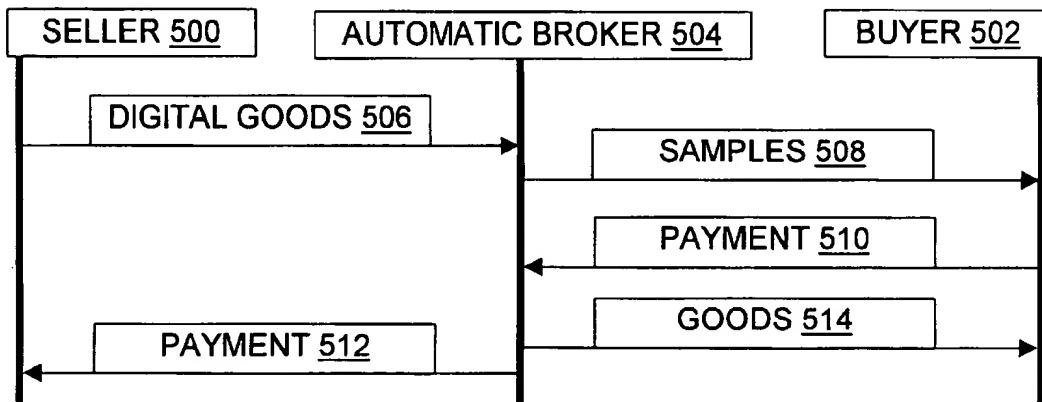 SELLER 500
AUTOMATIC BROKER 504
BUYER 502
DIGITAL GOODS 506
SAMPLES 508
PAYMENT 510
GOODS 514
PAYMENT 512